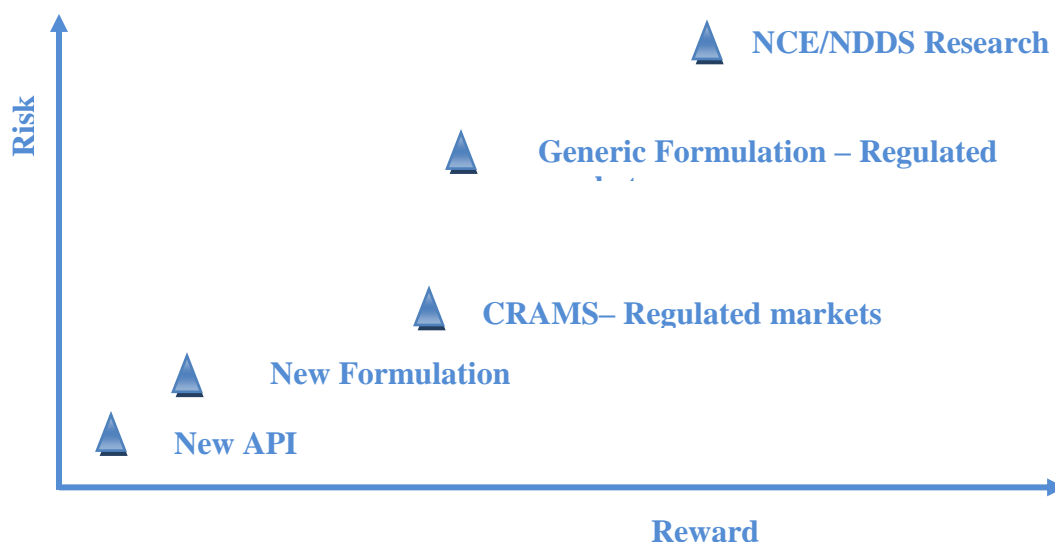 NCE/NDDS Research
Risk
Generic Formulation – Regulated
CRAMS– Regulated markets
New Formulation
New API
Reward